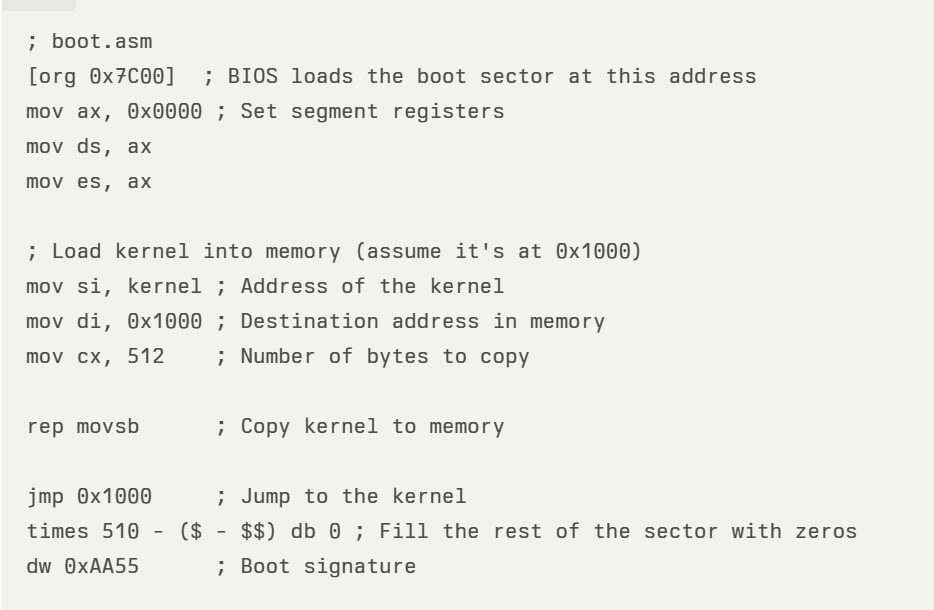 ; boot.asm
[org 0x7C00]  ; BIOS loads the boot sector at this address
mov ax, 0x0000 ; Set segment registers
mov ds, ax
mov es, ax
; Load kernel into memory (assume it's at 0x1000)
mov si, kernel ; Address of the kernel
mov di, 0x1000 ; Destination address in memory
mov cx, 512    ; Number of bytes to copy
rep movsb      ; Copy kernel to memory
jmp 0x1000     ; Jump to the kernel
times 510 - ($ - $$) db 0 ; Fill the rest of the sector with zeros
dw 0xAA55      ; Boot signature